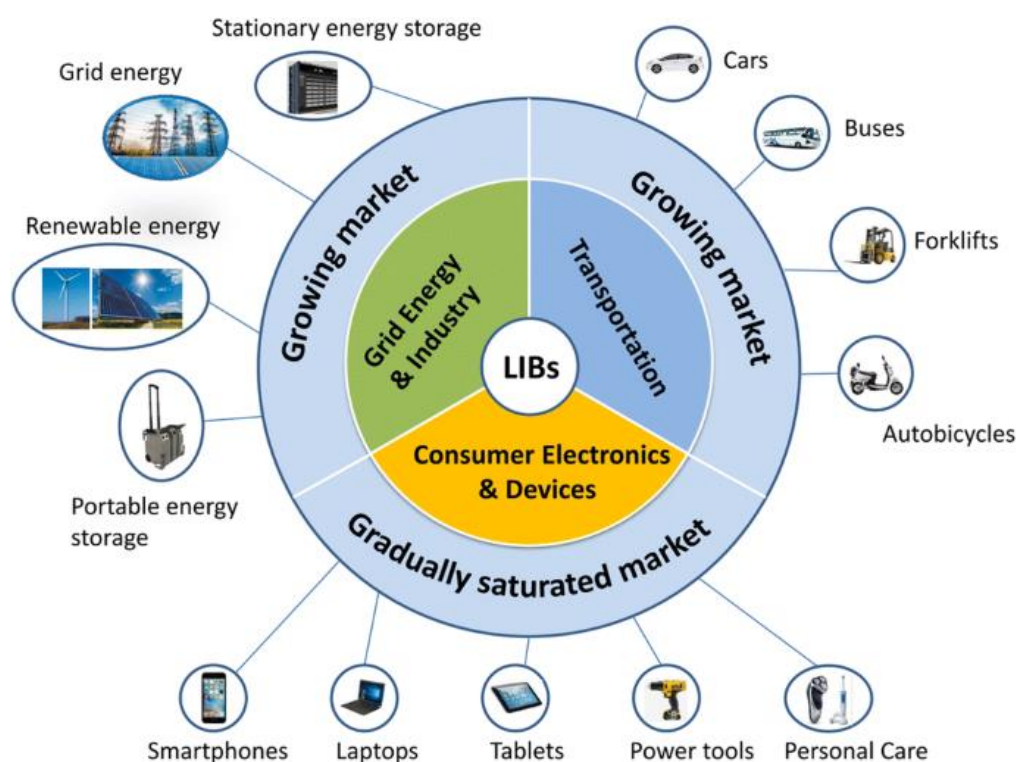 Stationary energy storage
Grid energy
Renewable energy
Portable energy
storage
Cars
Buses
Forklifts
Autobicycles
Growing market
Growing market
Gradually saturated market
Grid Energy
& Industry
Transportation
LIBs
Consumer Electronics
& Devices
Smartphones
Laptops
Tablets
Power tools
Personal Care